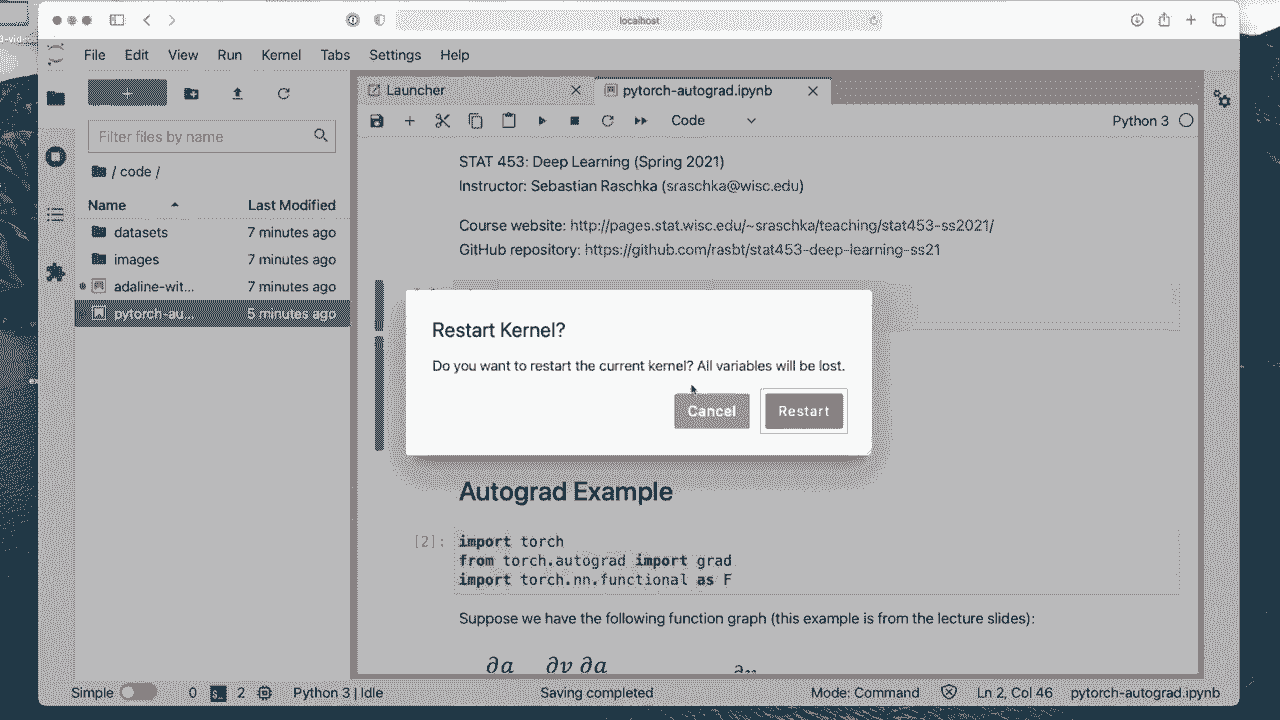 localhost
File Edit View Run Kernel Tabs Settings Help
Launcher
pytorch-autograd.ipynb
Code
Python 3
Filter files by name
/ code /
Name Last Modified
datasets 7 minutes ago
images 7 minutes ago
adaline-wit... 7 minutes ago
pytorch-au... 5 minutes ago
STAT 453: Deep Learning (Spring 2021)
Instructor: Sebastian Raschka (sraschka@wisc.edu)
Course website: http://pages.stat.wisc.edu/~sraschka/teaching/stat453-ss2021/
GitHub repository: https://github.com/rasbt/stat453-deep-learning-ss21
Restart Kernel?
Do you want to restart the current kernel? All variables will be lost.
Cancel Restart
Autograd Example
[2]: import torch
from torch.autograd import grad
import torch.nn.functional as F
Suppose we have the following function graph (this example is from the lecture slides):
∂a ∂v ∂a
Simple 0 2 Python 3 | Idle Saving completed Mode: Command Ln 2, Col 46 pytorch-autograd.ipynb